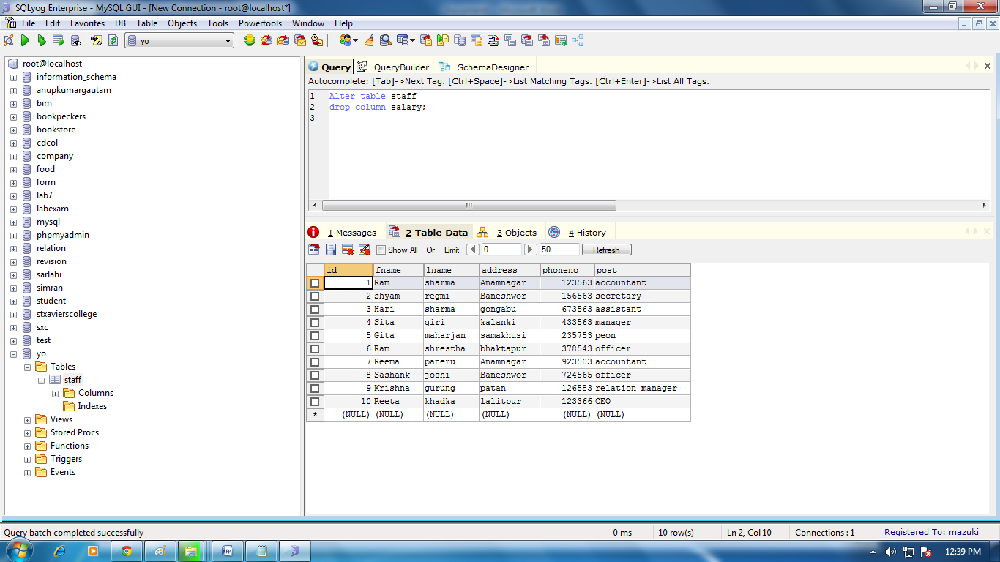 SQLyog Enterprise - MySQL GUI - [New Connection - root@localhost*]
File Edit Favorites DB Table Objects Tools Powertools Window Help
yo
root@localhost
information_schema
anupkumargautam
bim
bookpeckers
bookstore
cdcol
company
food
form
lab7
labexam
mysql
phpmyadmin
relation
revision
sarlahi
simran
student
stxavierscollege
sxc
test
yo
Tables
staff
Columns
Indexes
Views
Stored Procs
Functions
Triggers
Events
Query QueryBuilder SchemaDesigner
Autocomplete: [Tab]->Next Tag. [Ctrl+Space]->List Matching Tags. [Ctrl+Enter]->List All Tags.
1 Alter table staff
2 drop column salary;
3
1 Messages 2 Table Data 3 Objects 4 History
Show All Or Limit 0 50 Refresh
id fname lname address phoneno post
1 Ram sharma Anamnagar 123563 accountant
2 shyam regmi Baneshwor 156563 secretary
3 Hari sharma gongabu 673563 assistant
4 Sita giri kalanki 433563 manager
5 Gita maharjan samakhusi 235753 peon
6 Ram shrestha bhaktapur 378543 officer
7 Reema paneru Anamnagar 923503 accountant
8 Sashank joshi Baneshwor 724565 officer
9 Krishna gurung patan 126583 relation manager
10 Reeta khadka lalitpur 123366 CEO
* (NULL) (NULL) (NULL) (NULL) (NULL) (NULL)
Query batch completed successfully 0 ms 10 row(s) Ln 2, Col 10 Connections : 1 Registered To: mazuki
12:39 PM